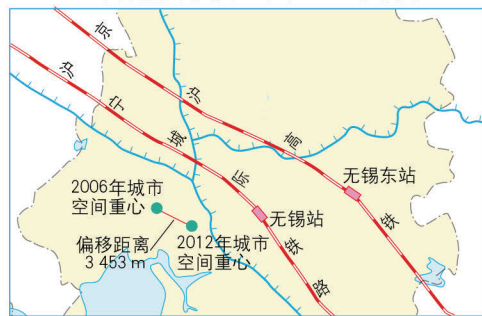 京沪高铁
沪宁城际铁路
无锡东站
无锡站
2006年城市
空间重心
偏移距离
3 453 m
2012年城市
空间重心